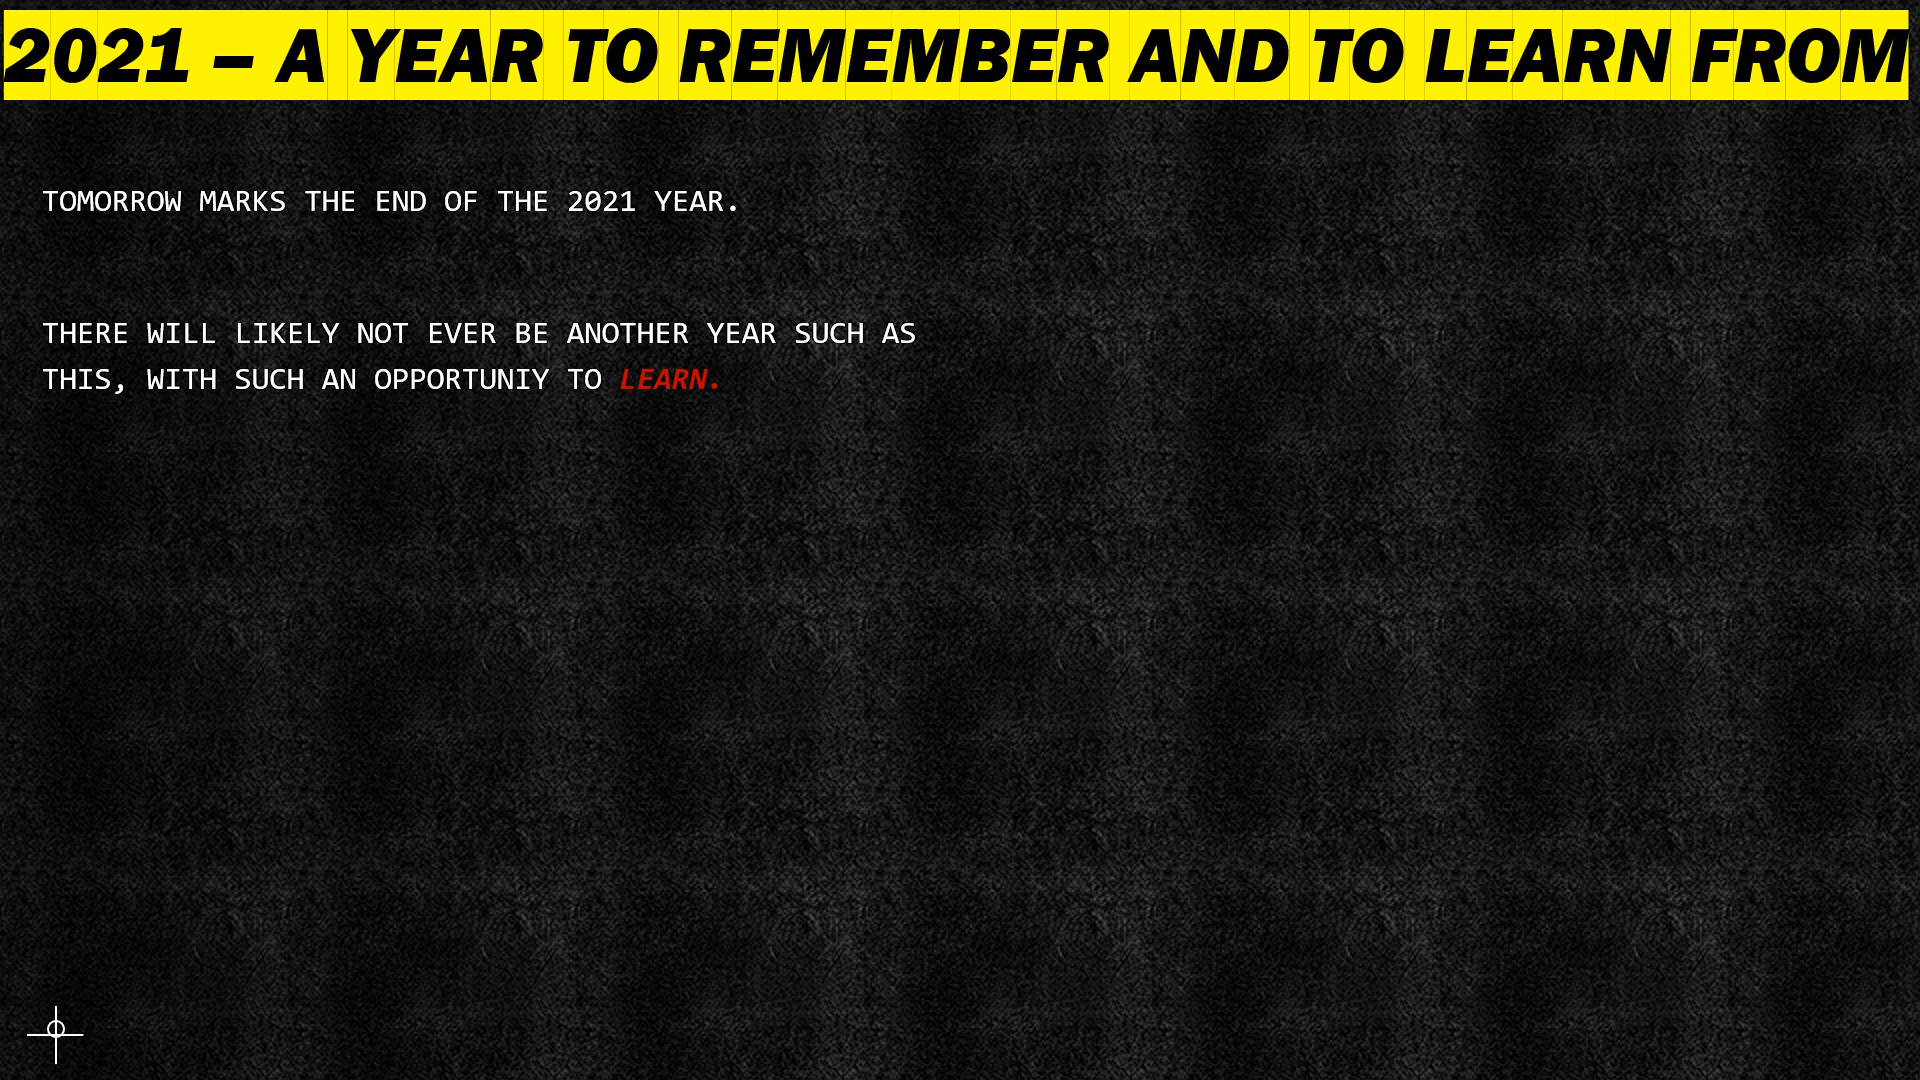 2021 – A YEAR TO REMEMBER AND TO LEARN FROM
TOMORROW MARKS THE END OF THE 2021 YEAR.
THERE WILL LIKELY NOT EVER BE ANOTHER YEAR SUCH AS
THIS, WITH SUCH AN OPPORTUNIY TO LEARN.